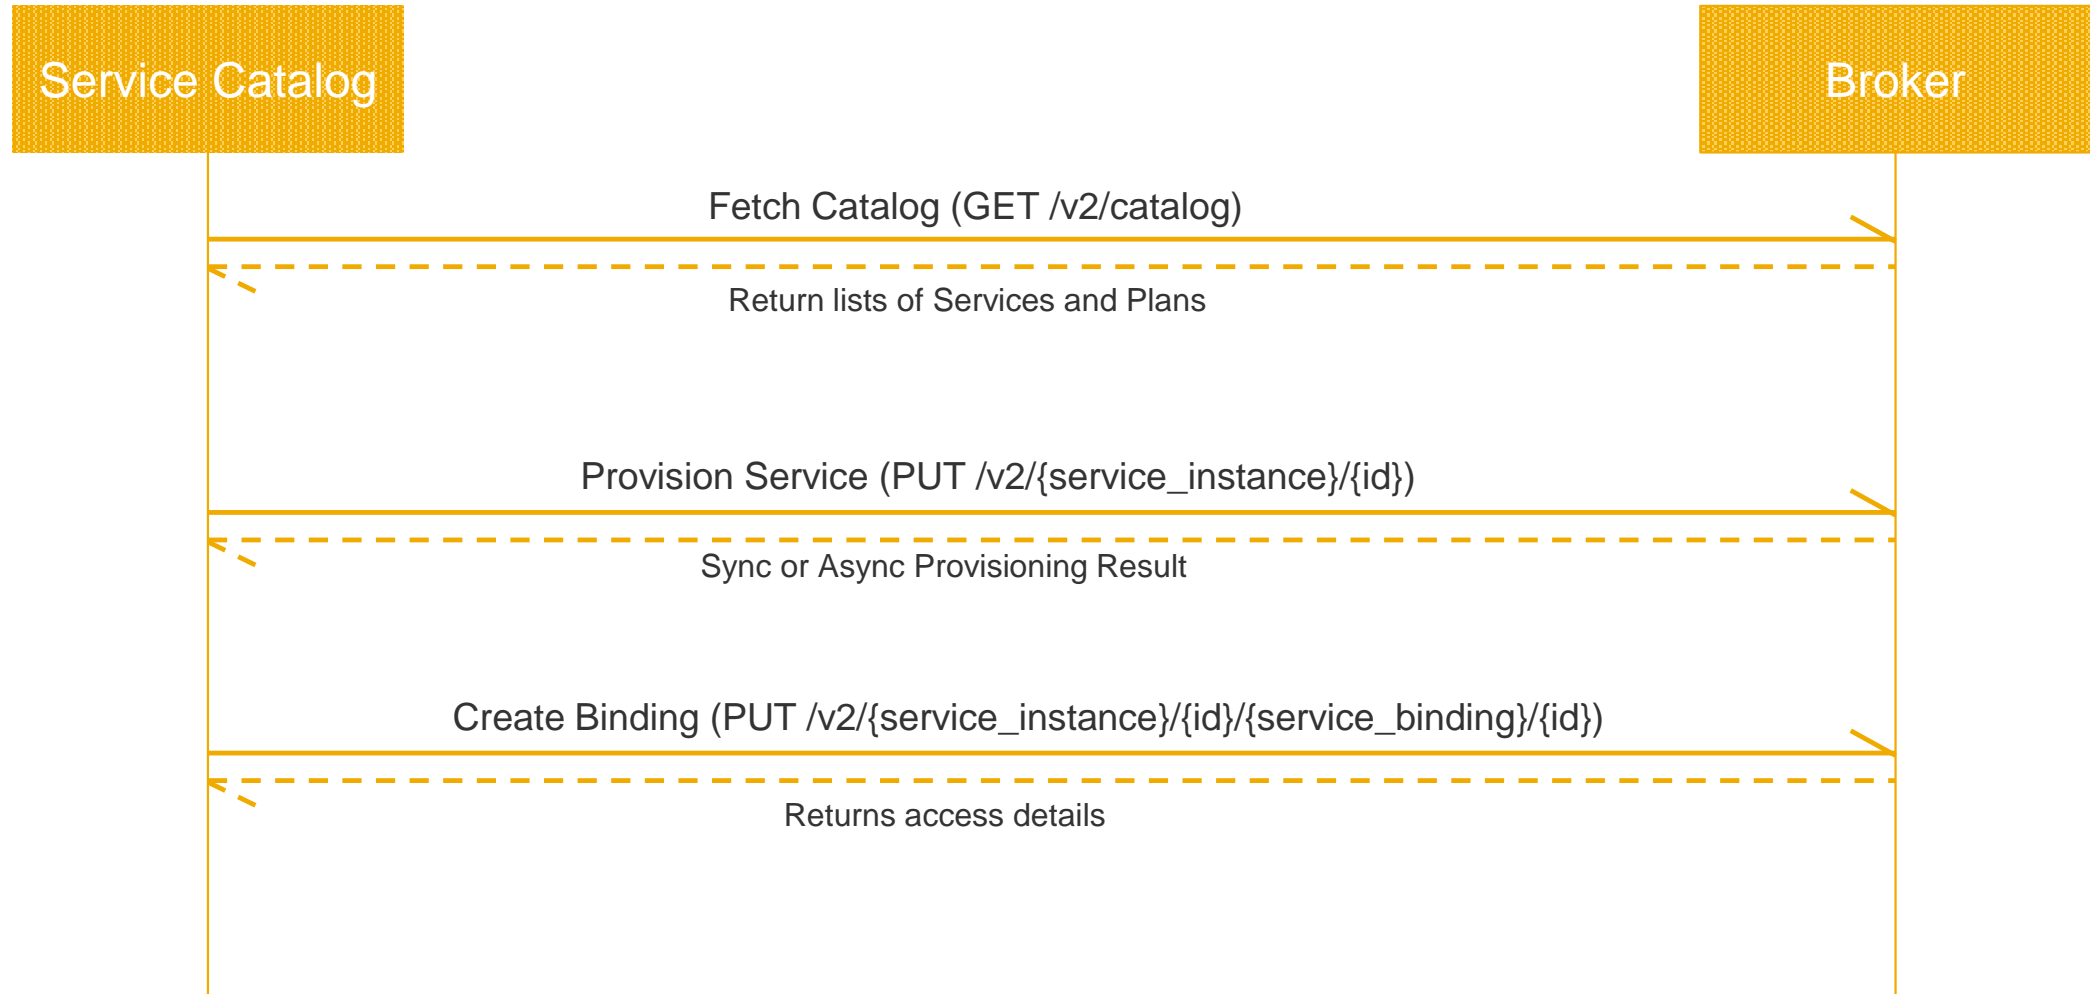 Service Catalog
Broker
Fetch Catalog (GET /v2/catalog)
Return lists of Services and Plans
Provision Service (PUT /v2/{service_instance}/{id})
Sync or Async Provisioning Result
Create Binding (PUT /v2/{service_instance}/{id}/{service_binding}/{id})
Returns access details